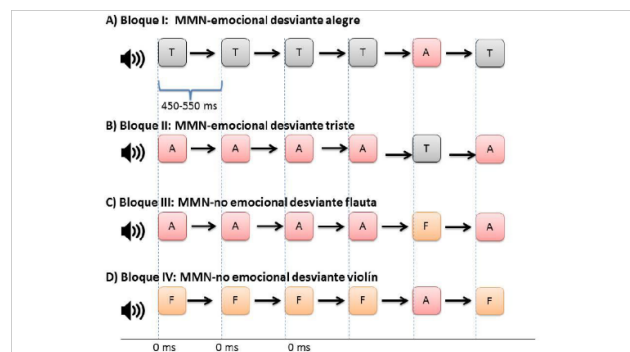 A) Bloque I: MMN-emocional desviante alegre
T T T T A T
450-550 ms
B) Bloque II: MMN-emocional desviante triste
A A A A T A
C) Bloque III: MMN-no emocional desviante flauta
A A A A F A
D) Bloque IV: MMN-no emocional desviante violín
F F F F A F
0 ms 0 ms 0 ms